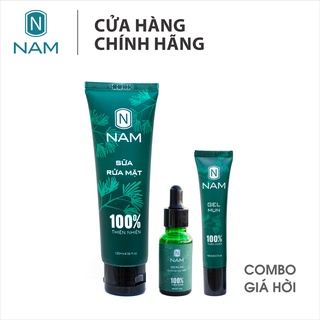 N
NAM
CỬA HÀNG
CHÍNH HÃNG
N
NAM
SỮA
RỬA MẶT
100%
THIÊN NHIÊN
N
NAM
SERUM
100%
N
NAM
GEL
MỤN
100%
COMBO
GIÁ HỜI